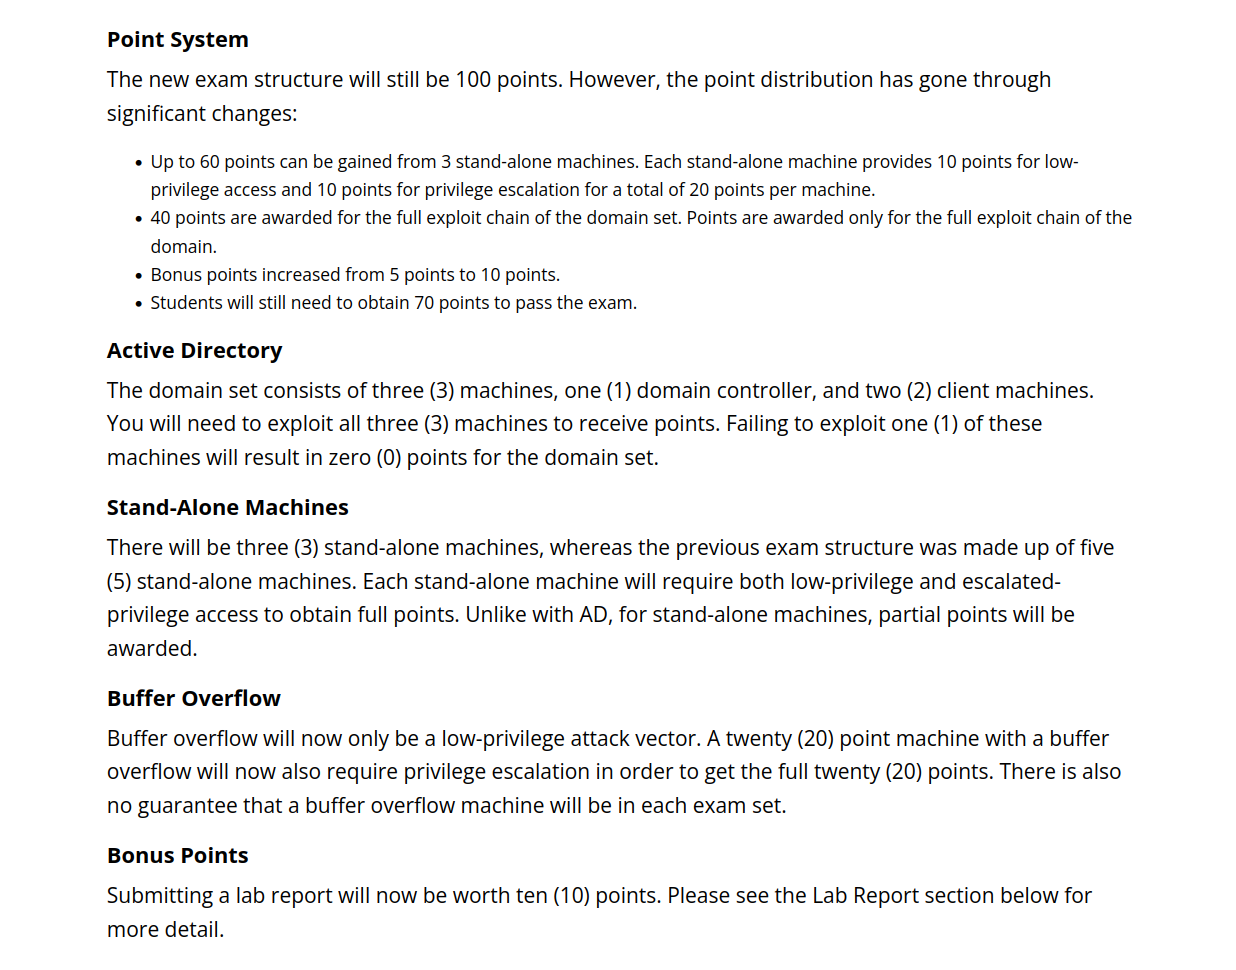 Point System
The new exam structure will still be 100 points. However, the point distribution has gone through
significant changes:
• Up to 60 points can be gained from 3 stand-alone machines. Each stand-alone machine provides 10 points for low-
privilege access and 10 points for privilege escalation for a total of 20 points per machine.
• 40 points are awarded for the full exploit chain of the domain set. Points are awarded only for the full exploit chain of the
domain.
• Bonus points increased from 5 points to 10 points.
• Students will still need to obtain 70 points to pass the exam.
Active Directory
The domain set consists of three (3) machines, one (1) domain controller, and two (2) client machines.
You will need to exploit all three (3) machines to receive points. Failing to exploit one (1) of these
machines will result in zero (0) points for the domain set.
Stand-Alone Machines
There will be three (3) stand-alone machines, whereas the previous exam structure was made up of five
(5) stand-alone machines. Each stand-alone machine will require both low-privilege and escalated-
privilege access to obtain full points. Unlike with AD, for stand-alone machines, partial points will be
awarded.
Buffer Overflow
Buffer overflow will now only be a low-privilege attack vector. A twenty (20) point machine with a buffer
overflow will now also require privilege escalation in order to get the full twenty (20) points. There is also
no guarantee that a buffer overflow machine will be in each exam set.
Bonus Points
Submitting a lab report will now be worth ten (10) points. Please see the Lab Report section below for
more detail.